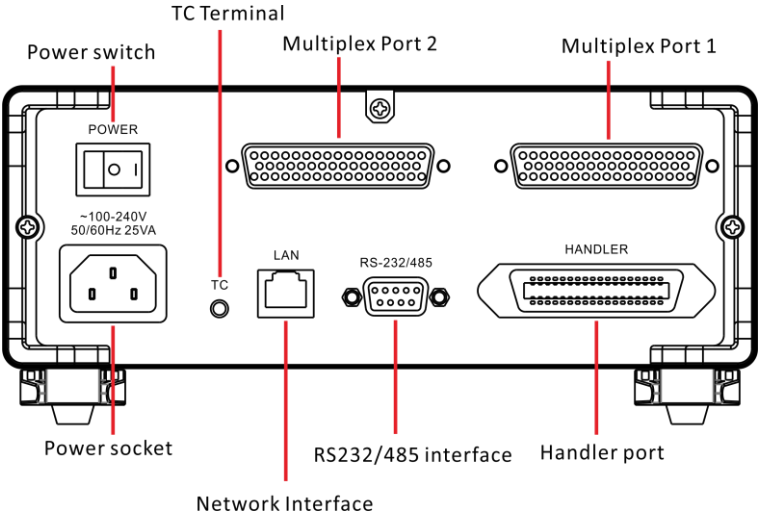 TC Terminal
Power switch
Multiplex Port 2
Multiplex Port 1
POWER
~100-240V
50/60Hz 25VA
TC
LAN
RS-232/485
HANDLER
Power socket
RS232/485 interface
Handler port
Network Interface